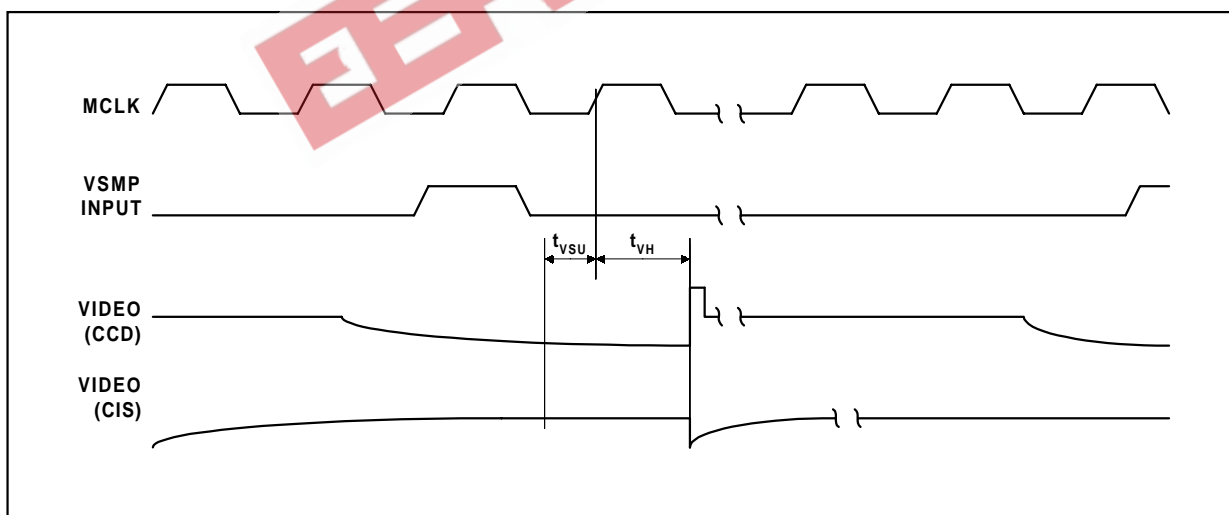 MCLK
VSMP
INPUT
tVSU
tVH
VIDEO
(CCD)
VIDEO
(CIS)